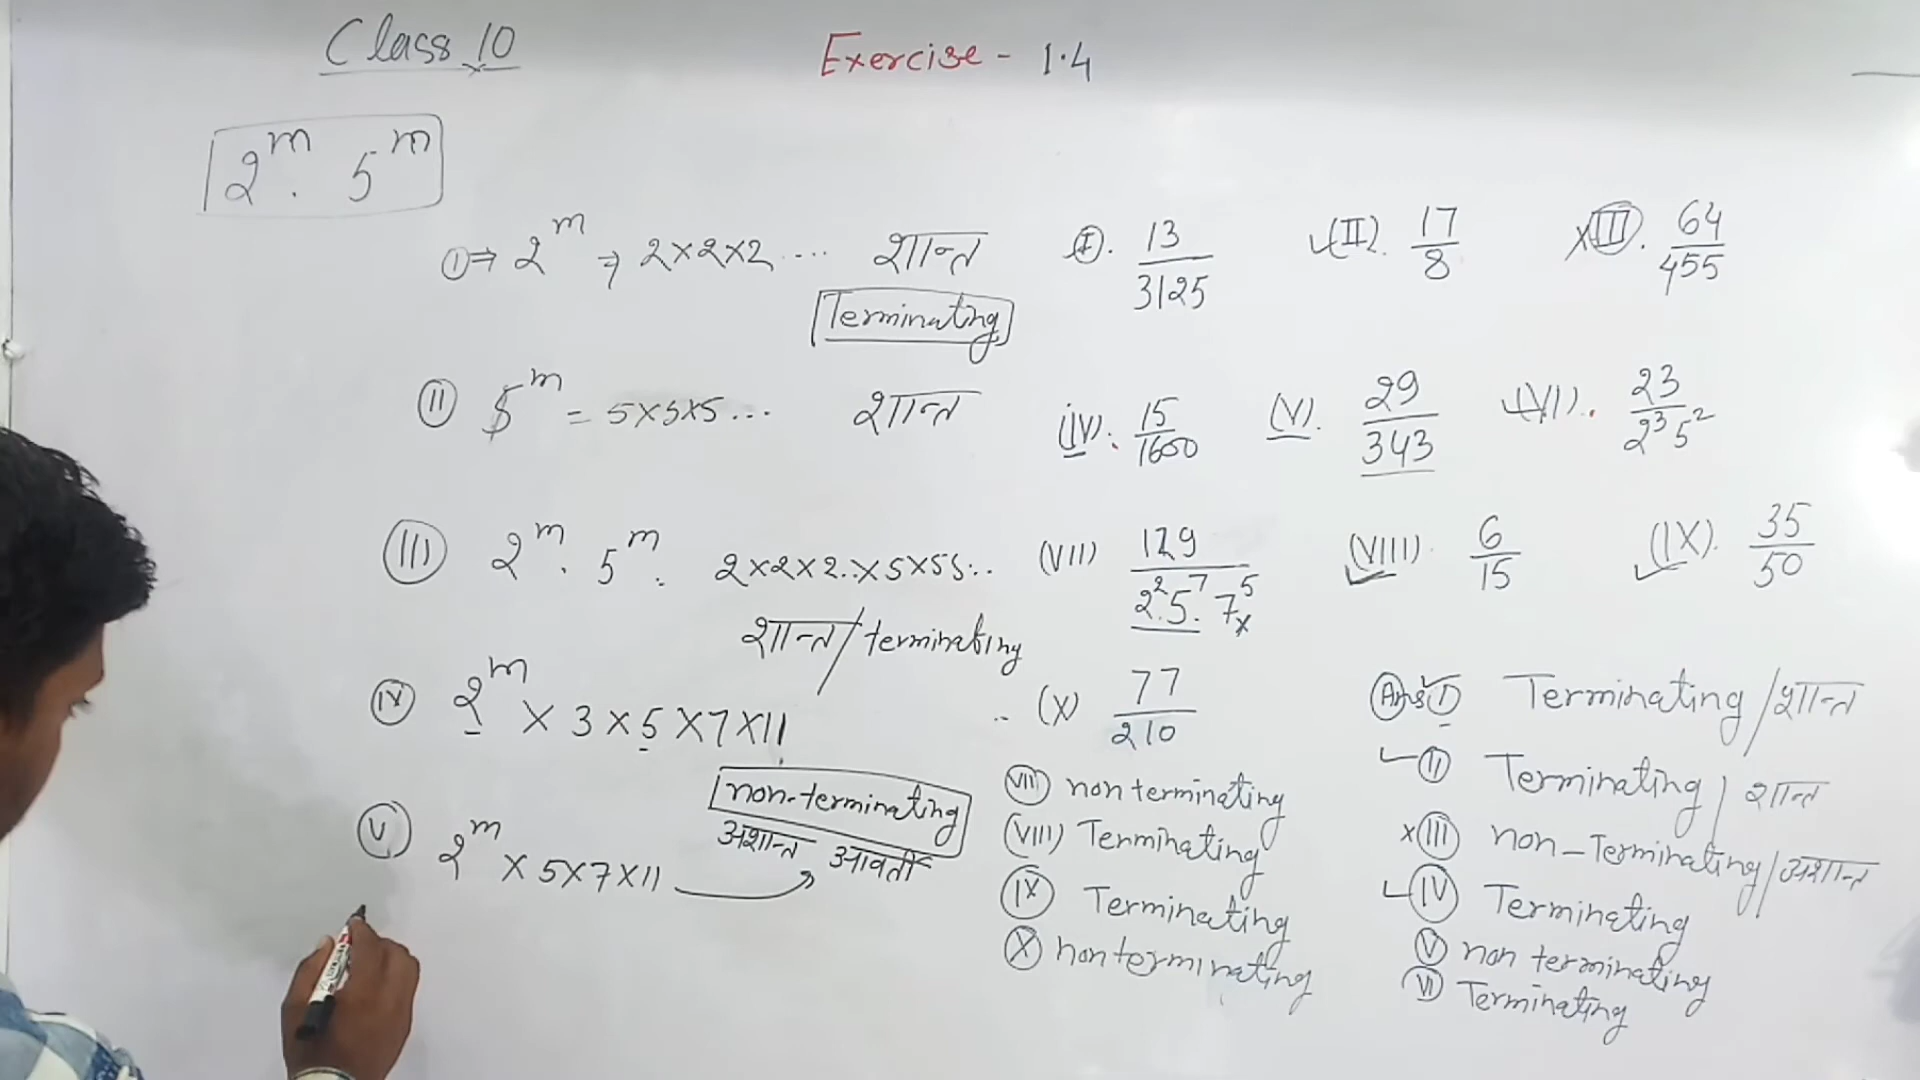 Class 10
Exercise - 1.4
2^m . 5^m
① ⇒ 2^m ⇒ 2×2×2.... शान्त
Terminating
⑪ 5^m = 5×5×5... शान्त
(III) 2^m . 5^m . 2×2×2..×5×55...
शान्त/terminating
(IV) 2^m × 3×5×7×11
non-terminating
अशान्त आवर्ती
(V) 2^m × 5×7×11
(I). 13/3125
(II). 17/8
×(III). 64/455
(IV). 15/1600
(V). 29/343
(VI). 23/2^3 5^2
(VII) 129/2^2.5^7.7^5 ×
(VIII). 6/15
(IX). 35/50
(X) 77/210
Ans (I) Terminating/शान्त
(II) Terminating/शान्त
×(III) non-Terminating/अशान्त
(IV) Terminating
(V) non terminating
(VI) Terminating
(VII) non terminating
(VIII) Terminating
(IX) Terminating
(X) non terminating